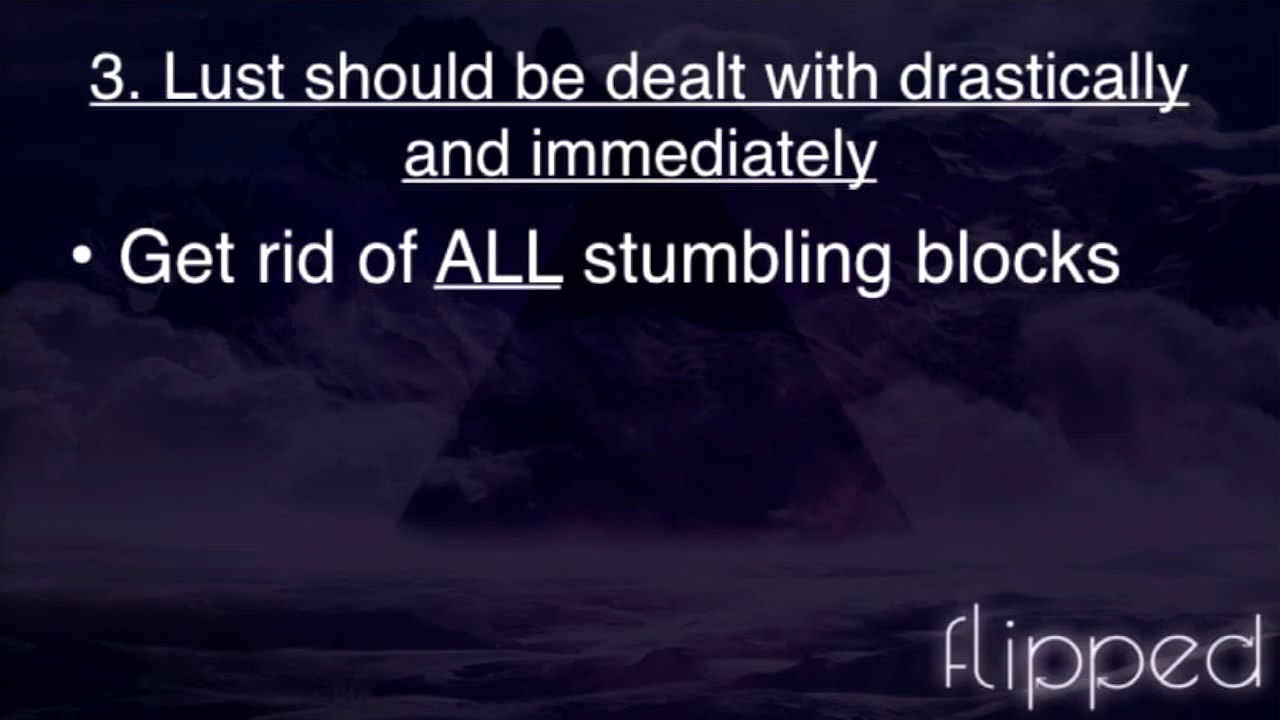 3. Lust should be dealt with drastically
and immediately
• Get rid of ALL stumbling blocks
flipped